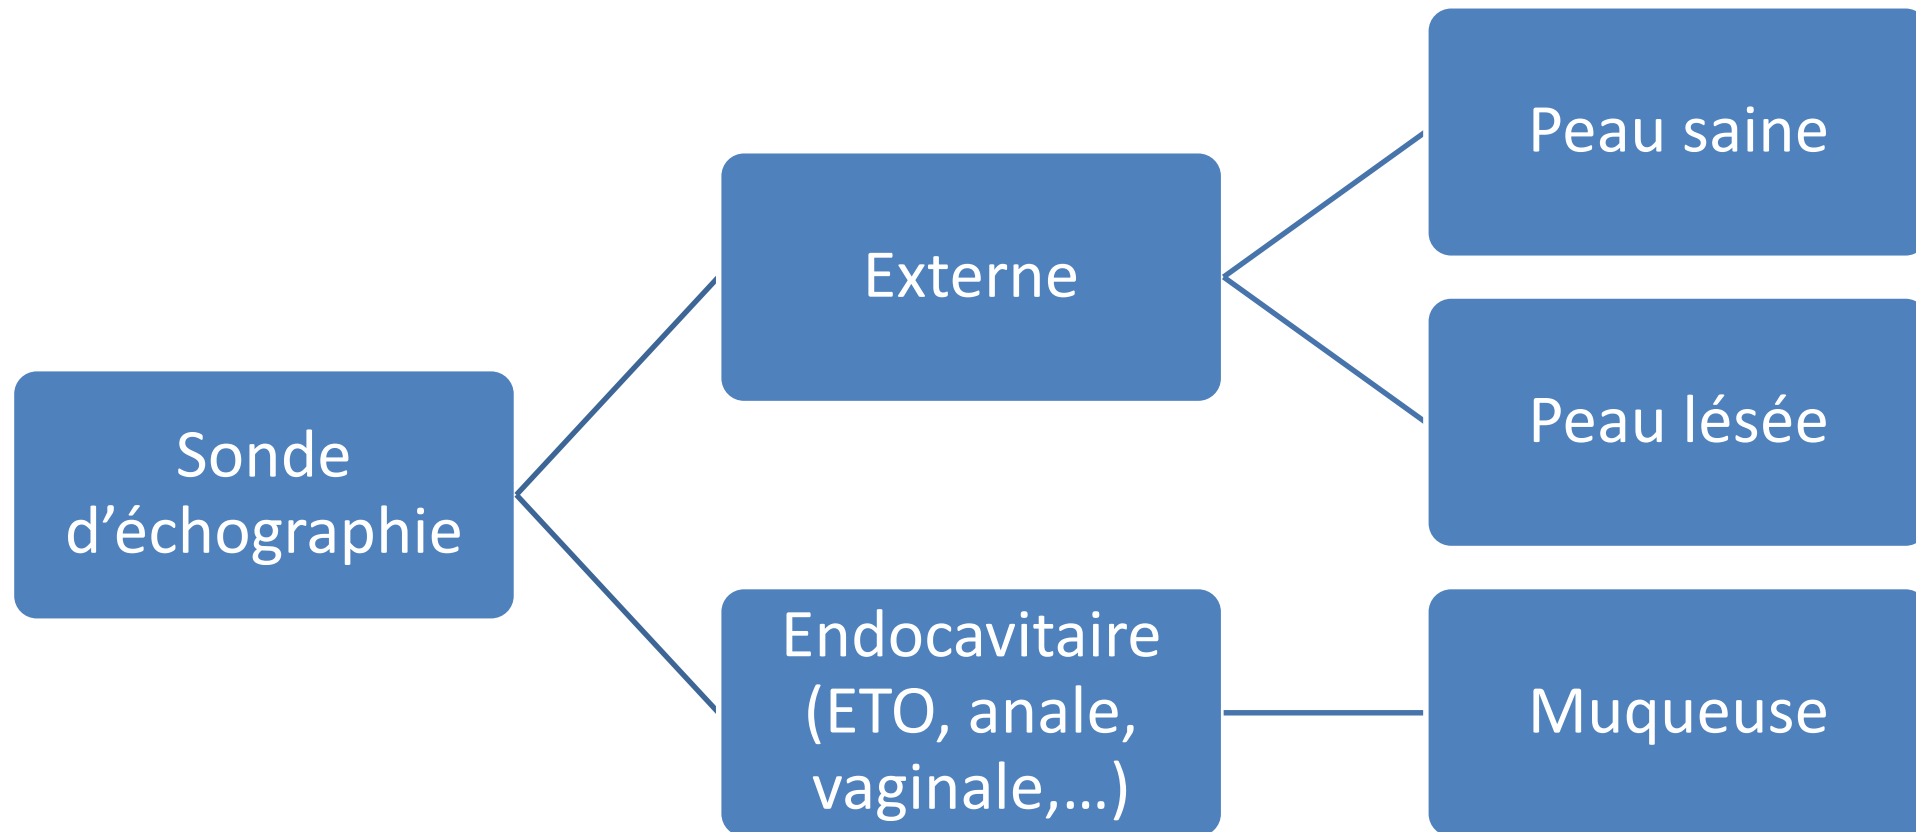 Sonde
d’échographie
Externe
Endocavitaire
(ETO, anale,
vaginale,...)
Peau saine
Peau lésée
Muqueuse